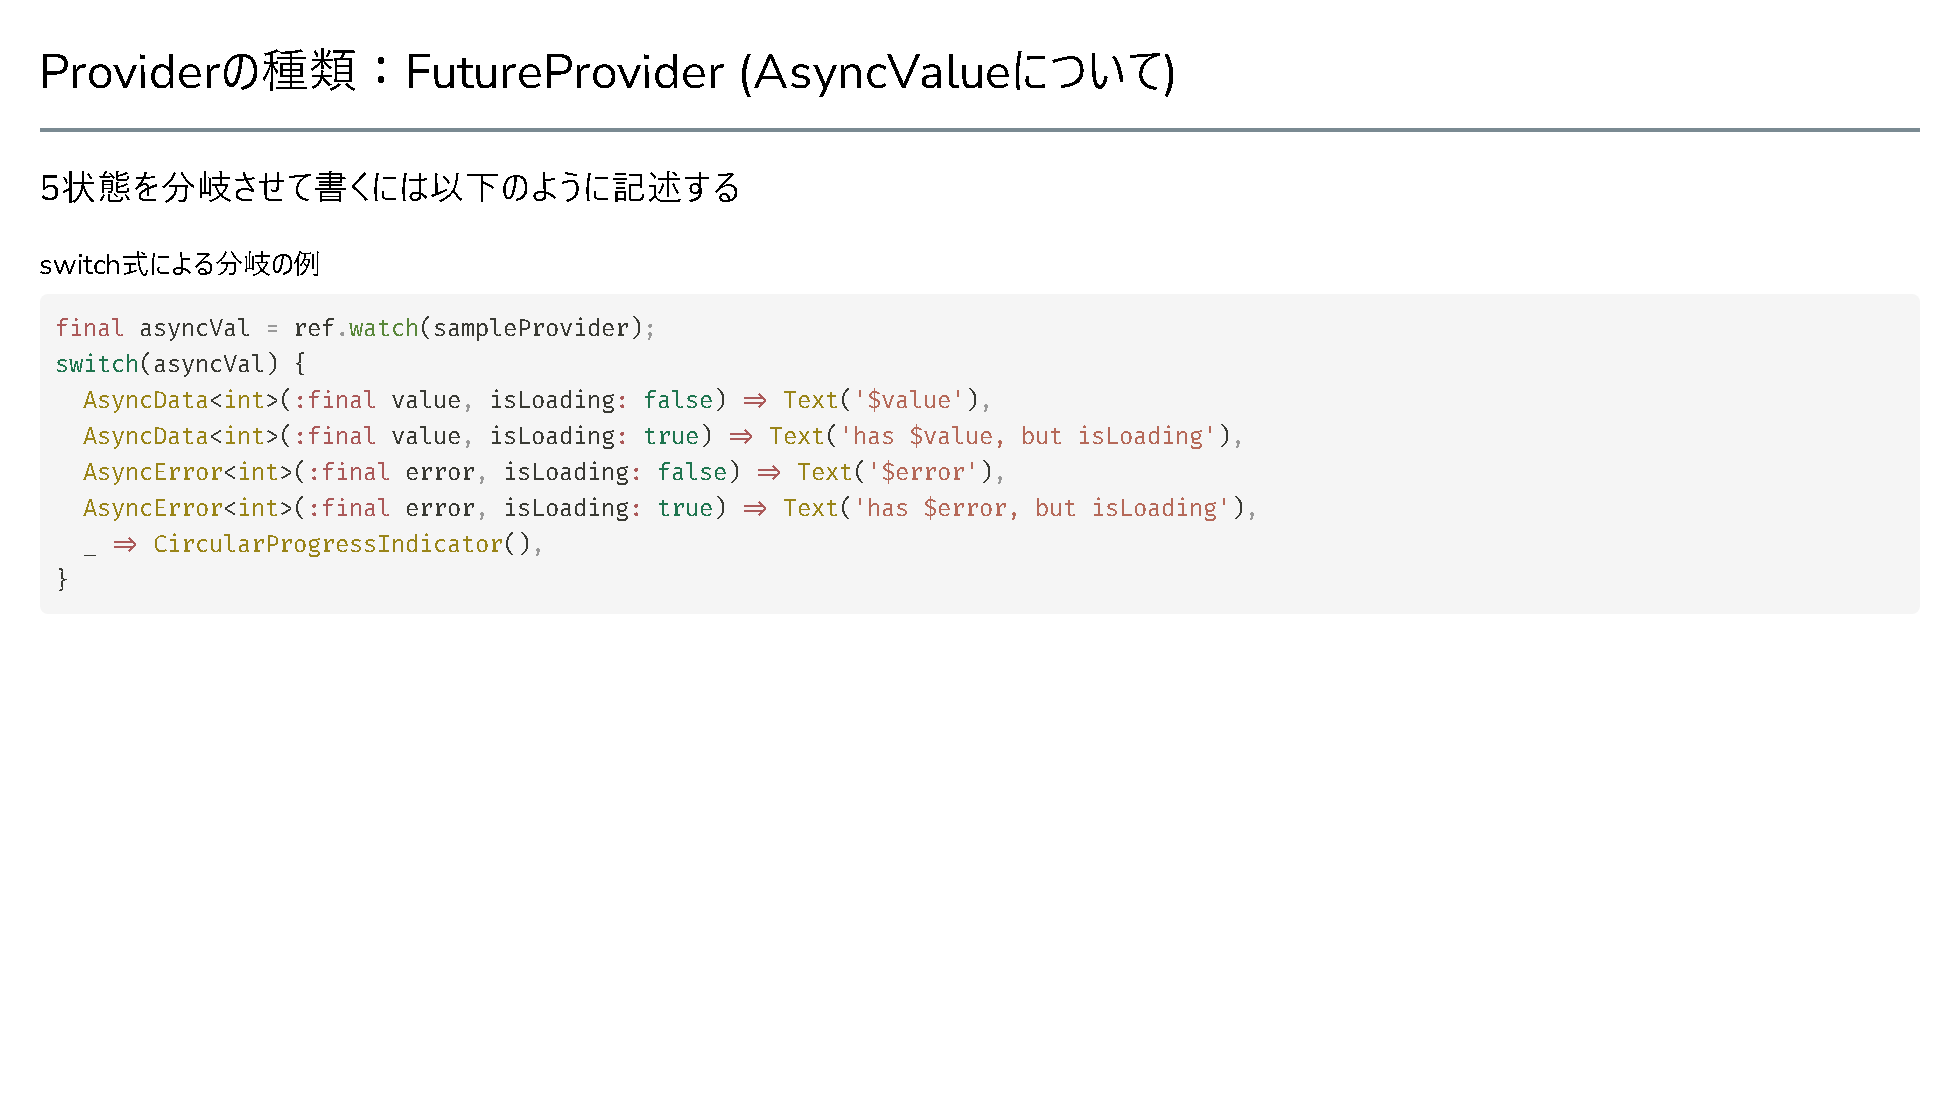 Providerの種類：FutureProvider (AsyncValueについて)
5状態を分岐させて書くには以下のように記述する
switch式による分岐の例
final asyncVal = ref.watch(sampleProvider);
switch(asyncVal) {
  AsyncData<int>(:final value, isLoading: false) => Text('$value'),
  AsyncData<int>(:final value, isLoading: true) => Text('has $value, but isLoading'),
  AsyncError<int>(:final error, isLoading: false) => Text('$error'),
  AsyncError<int>(:final error, isLoading: true) => Text('has $error, but isLoading'),
  _ => CircularProgressIndicator(),
}